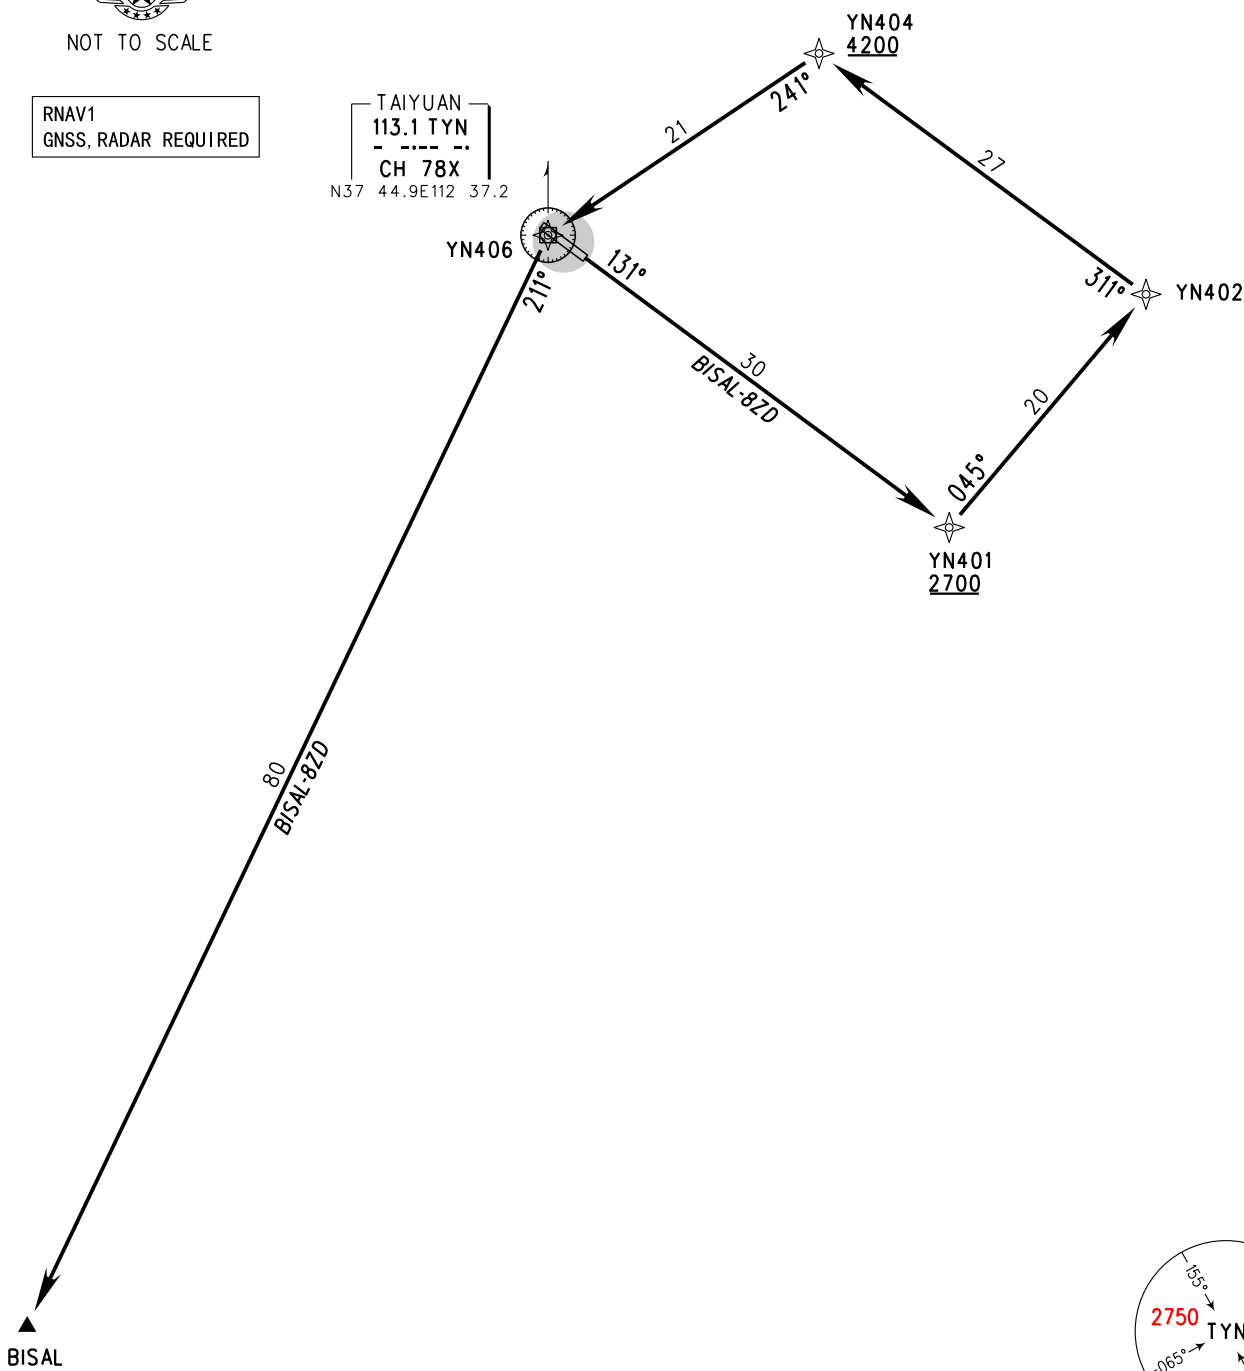 NOT TO SCALE
RNAV1
GNSS, RADAR REQUIRED
TAIYUAN
113.1 TYN
CH 78X
N37 44.9E112 37.2
YN404
4200
241°
21
27
YN406
131°
211°
311°
YN402
30
BISAL-8ZD
20
045°
YN401
2700
80
BISAL-8ZD
155°
2750
TYN
065°
BISAL